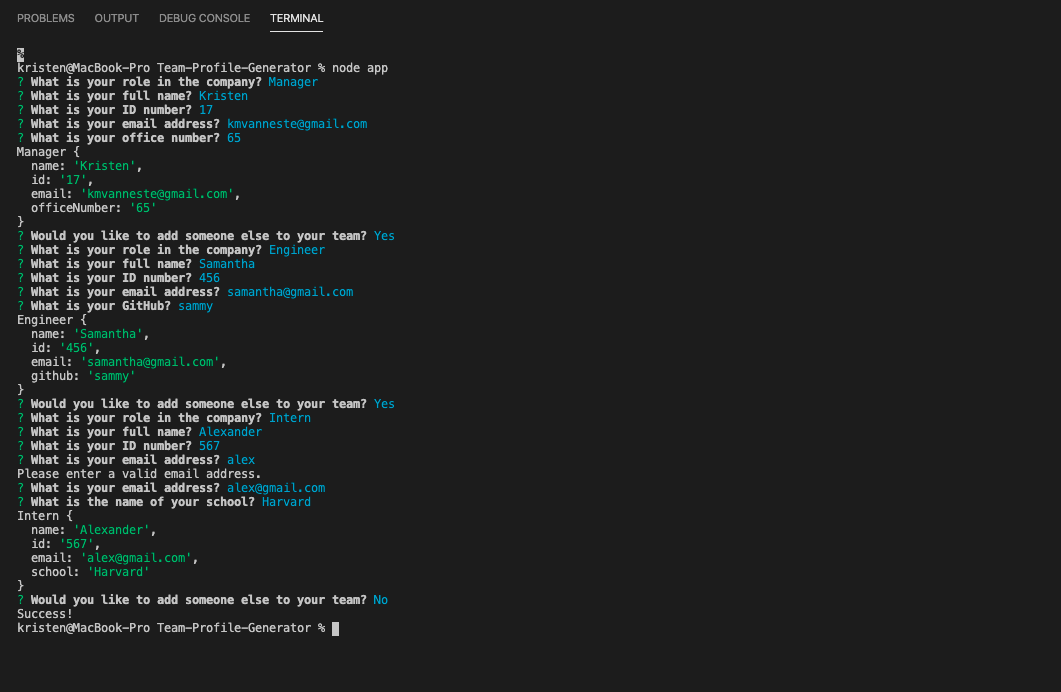 PROBLEMS OUTPUT DEBUG CONSOLE TERMINAL
%
kristen@MacBook-Pro Team-Profile-Generator % node app
? What is your role in the company? Manager
? What is your full name? Kristen
? What is your ID number? 17
? What is your email address? kmvanneste@gmail.com
? What is your office number? 65
Manager {
  name: 'Kristen',
  id: '17',
  email: 'kmvanneste@gmail.com',
  officeNumber: '65'
}
? Would you like to add someone else to your team? Yes
? What is your role in the company? Engineer
? What is your full name? Samantha
? What is your ID number? 456
? What is your email address? samantha@gmail.com
? What is your GitHub? sammy
Engineer {
  name: 'Samantha',
  id: '456',
  email: 'samantha@gmail.com',
  github: 'sammy'
}
? Would you like to add someone else to your team? Yes
? What is your role in the company? Intern
? What is your full name? Alexander
? What is your ID number? 567
? What is your email address? alex
Please enter a valid email address.
? What is your email address? alex@gmail.com
? What is the name of your school? Harvard
Intern {
  name: 'Alexander',
  id: '567',
  email: 'alex@gmail.com',
  school: 'Harvard'
}
? Would you like to add someone else to your team? No
Success!
kristen@MacBook-Pro Team-Profile-Generator %